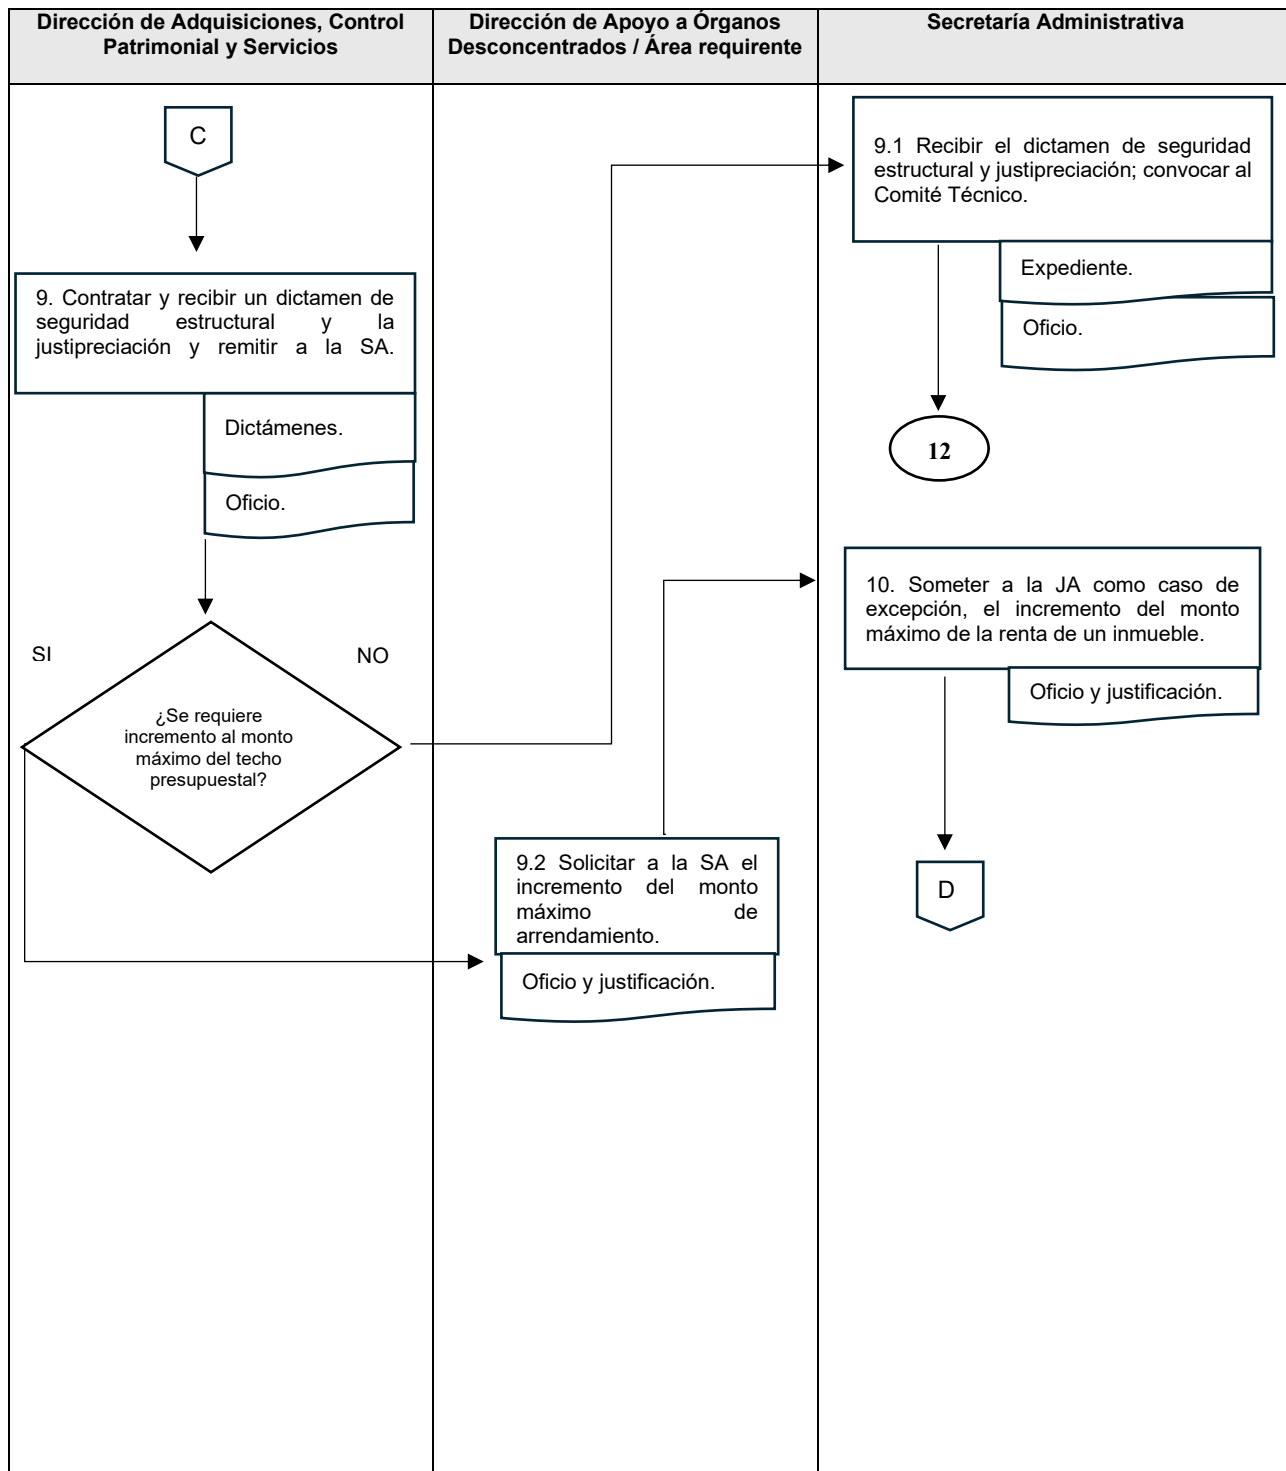 Dirección de Adquisiciones, Control
Patrimonial y Servicios
Dirección de Apoyo a Órganos
Desconcentrados / Área requirente
Secretaría Administrativa
C
9. Contratar y recibir un dictamen de
seguridad estructural y la
justipreciación y remitir a la SA.
Dictámenes.
Oficio.
SI
NO
¿Se requiere
incremento al monto
máximo del techo
presupuestal?
9.2 Solicitar a la SA el
incremento del monto
máximo de
arrendamiento.
Oficio y justificación.
9.1 Recibir el dictamen de seguridad
estructural y justipreciación; convocar al
Comité Técnico.
Expediente.
Oficio.
12
10. Someter a la JA como caso de
excepción, el incremento del monto
máximo de la renta de un inmueble.
Oficio y justificación.
D